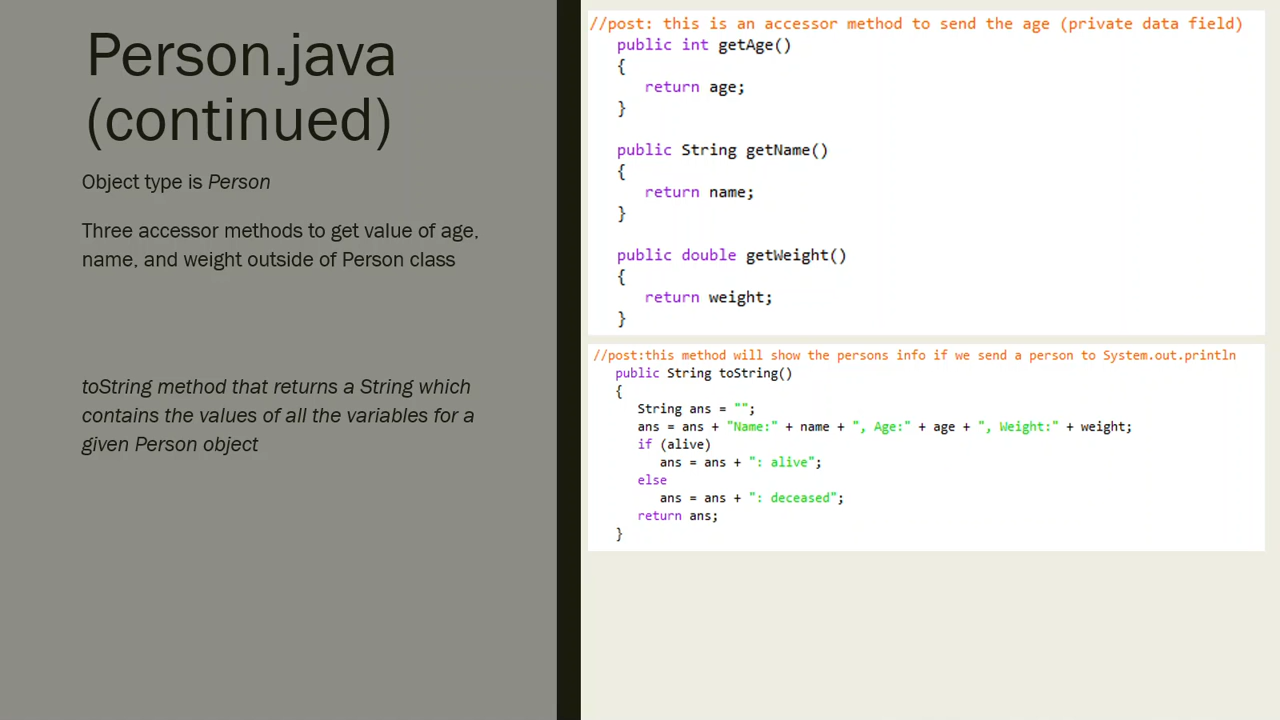 Person.java
(continued)
Object type is Person
Three accessor methods to get value of age,
name, and weight outside of Person class
toString method that returns a String which
contains the values of all the variables for a
given Person object
//post: this is an accessor method to send the age (private data field)
public int getAge()
{
return age;
}
public String getName()
{
return name;
}
public double getWeight()
{
return weight;
}
//post:this method will show the persons info if we send a person to System.out.println
public String toString()
{
String ans = "";
ans = ans + "Name:" + name + ", Age:" + age + ", Weight:" + weight;
if (alive)
ans = ans + ": alive";
else
ans = ans + ": deceased";
return ans;
}